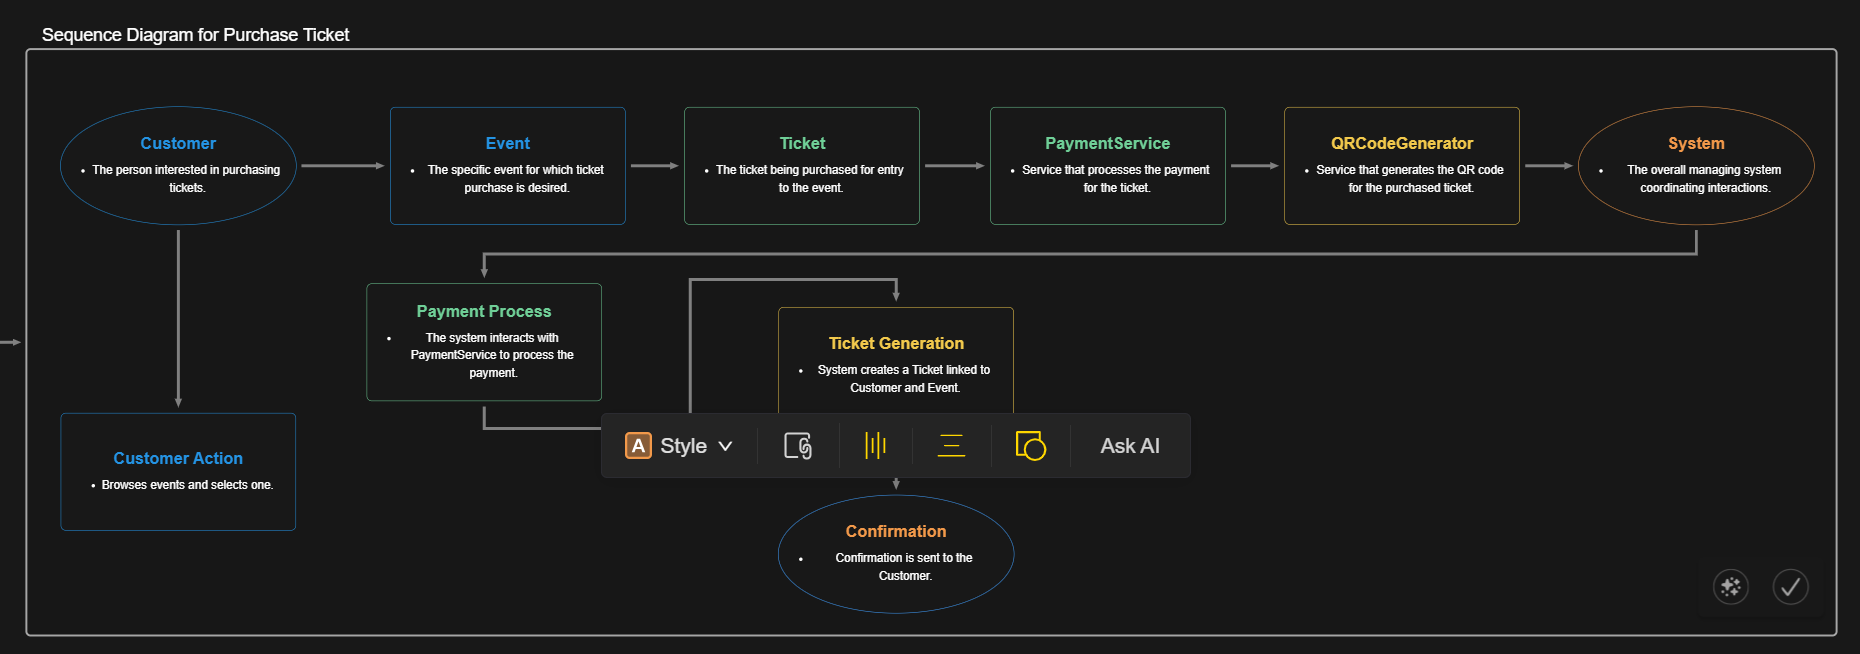 Sequence Diagram for Purchase Ticket
Customer
• The person interested in purchasing
tickets.
Event
• The specific event for which ticket
purchase is desired.
Ticket
• The ticket being purchased for entry
to the event.
PaymentService
• Service that processes the payment
for the ticket.
QRCodeGenerator
• Service that generates the QR code
for the purchased ticket.
System
• The overall managing system
coordinating interactions.
Payment Process
• The system interacts with
PaymentService to process the
payment.
Ticket Generation
• System creates a Ticket linked to
Customer and Event.
Customer Action
• Browses events and selects one.
A Style
Ask AI
Confirmation
• Confirmation is sent to the
Customer.